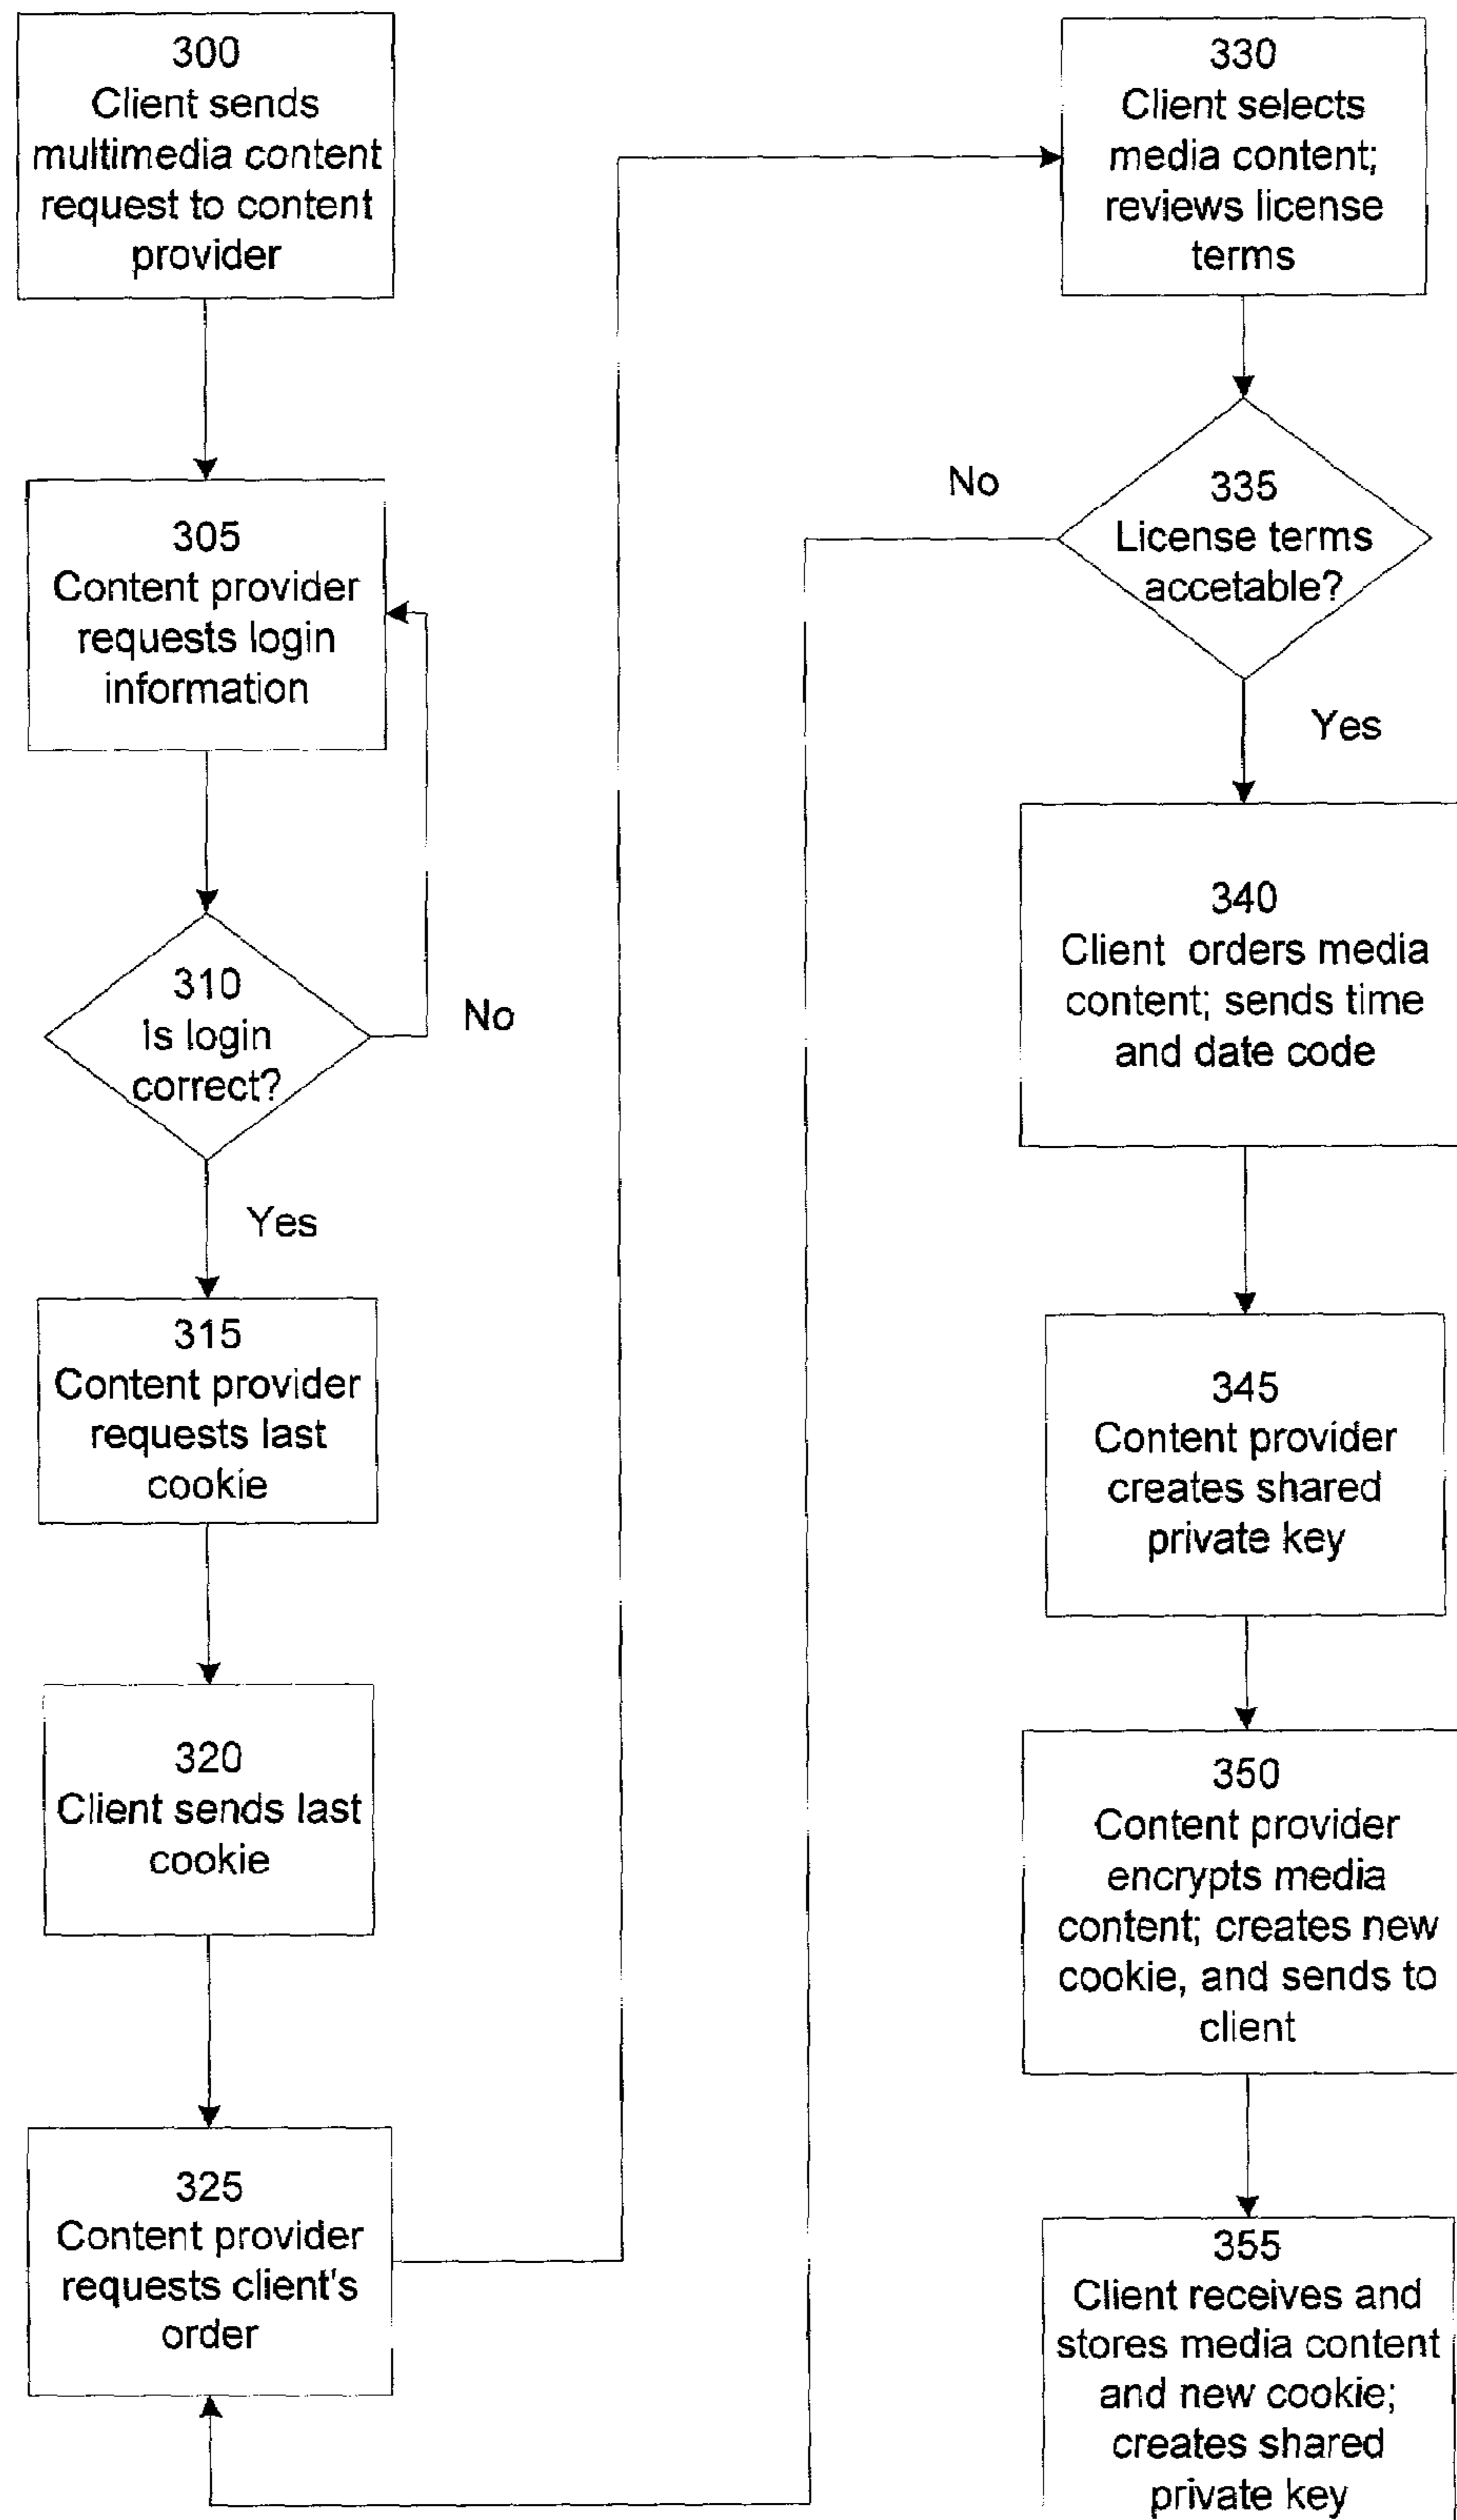 300
Client sends
multimedia content
request to content
provider
305
Content provider
requests login
information
310
Is login
correct?
No
Yes
315
Content provider
requests last
cookie
320
Client sends last
cookie
325
Content provider
requests client's
order
330
Client selects
media content;
reviews license
terms
335
License terms
accetable?
No
Yes
340
Client orders media
content; sends time
and date code
345
Content provider
creates shared
private key
350
Content provider
encrypts media
content; creates new
cookie, and sends to
client
355
Client receives and
stores media content
and new cookie;
creates shared
private key